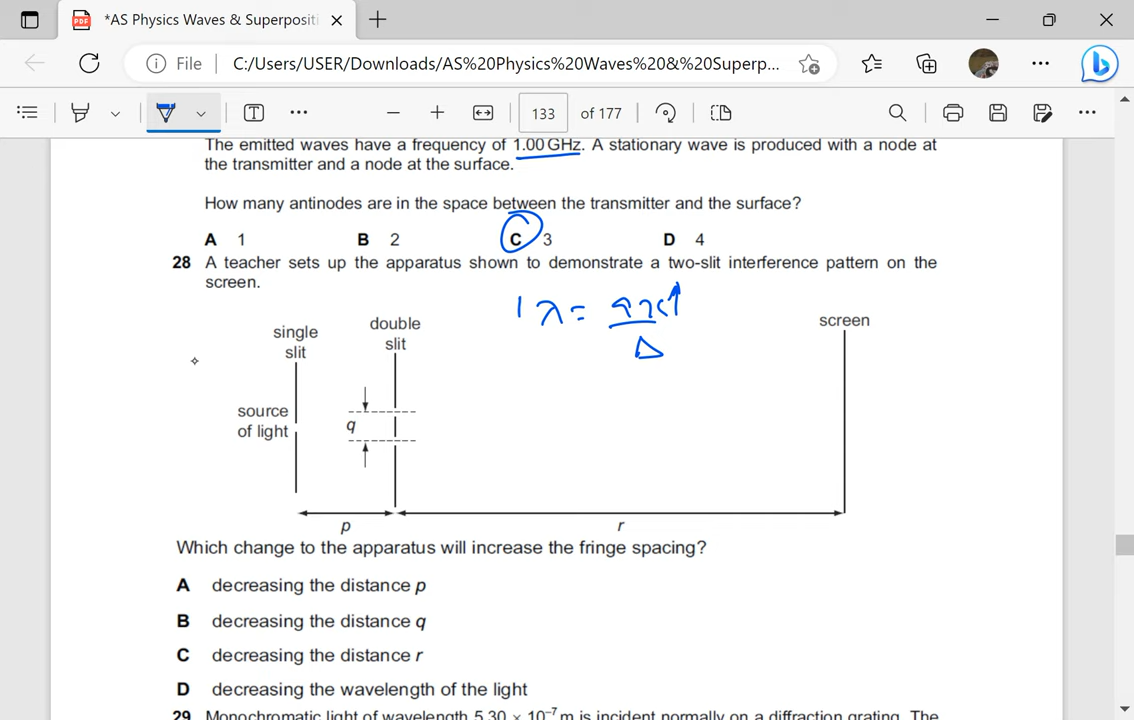 *AS Physics Waves & Superpositi
File C:/Users/USER/Downloads/AS%20Physics%20Waves%20&%20Superp...
133 of 177
The emitted waves have a frequency of 1.00 GHz. A stationary wave is produced with a node at
the transmitter and a node at the surface.
How many antinodes are in the space between the transmitter and the surface?
A 1 B 2 C 3 D 4
28 A teacher sets up the apparatus shown to demonstrate a two-slit interference pattern on the
screen.
λ =
D
single
slit
double
slit
screen
source
of light
q
p
r
Which change to the apparatus will increase the fringe spacing?
A decreasing the distance p
B decreasing the distance q
C decreasing the distance r
D decreasing the wavelength of the light
29 Monochromatic light of wavelength 5.30 × 10⁻⁷ m is incident normally on a diffraction grating. The